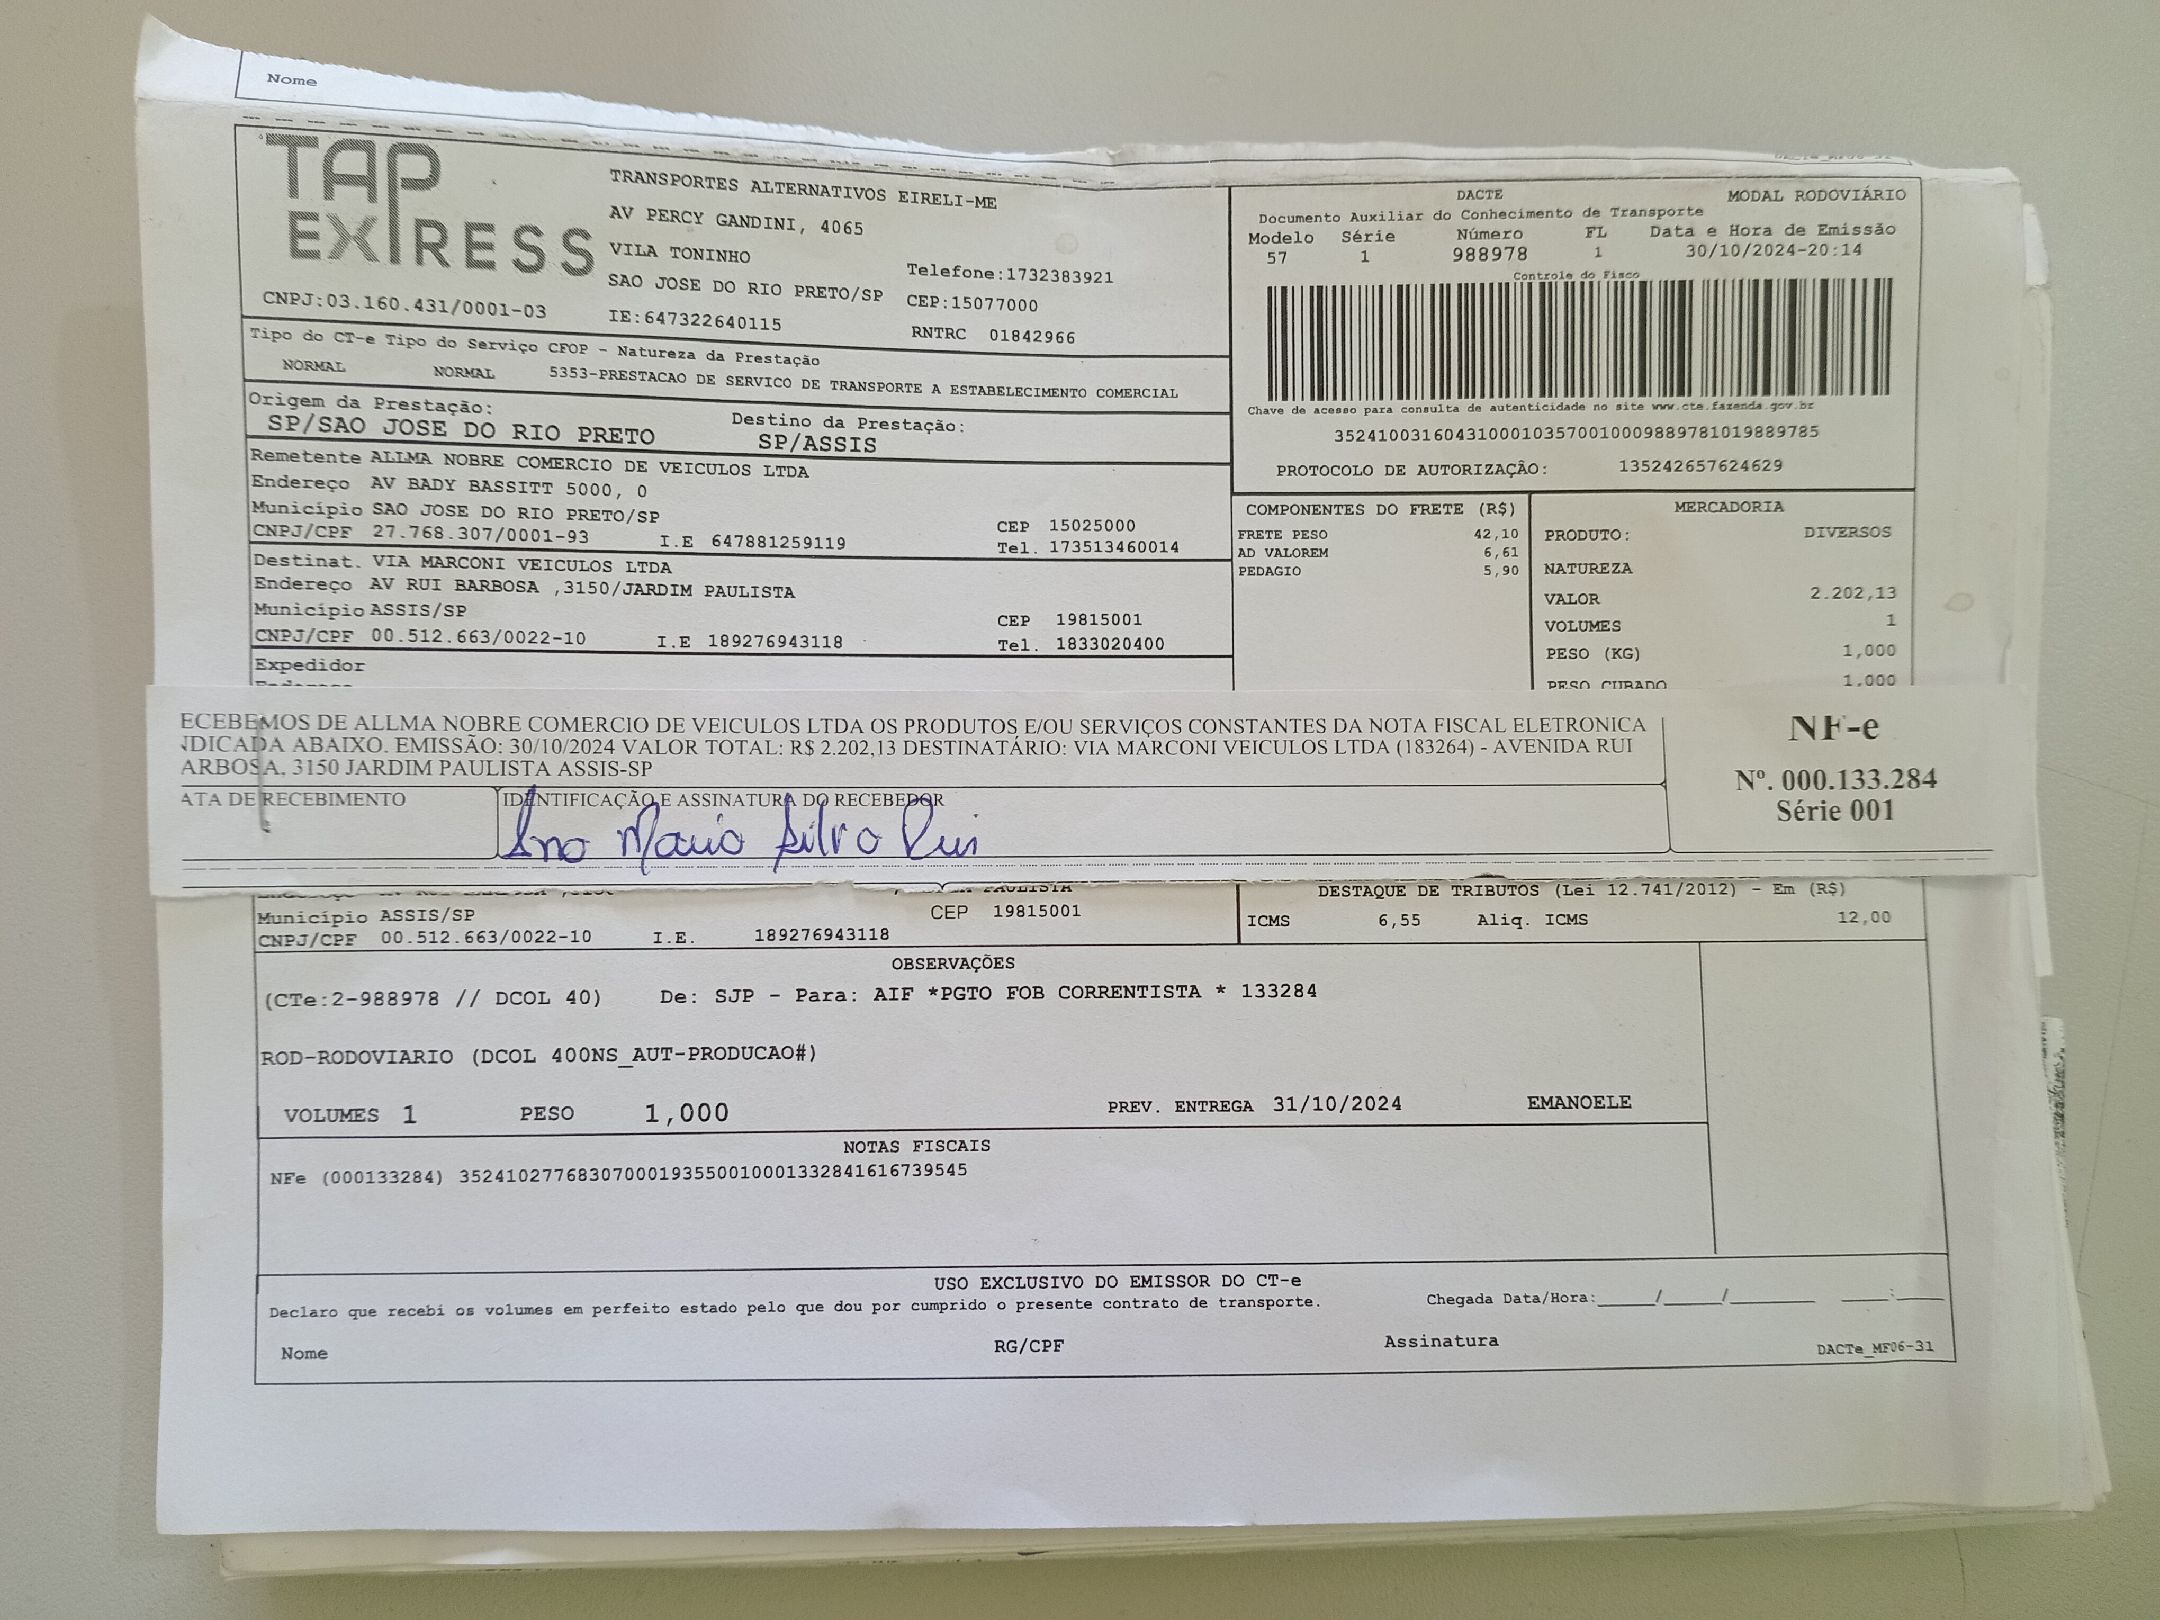 Nome
TAP EXPRESS
TRANSPORTES ALTERNATIVOS EIRELI-ME
AV PERCY GANDINI, 4065
VILA TONINHO
Telefone:1732383921
SAO JOSE DO RIO PRETO/SP CEP:15077000
CNPJ:03.160.431/0001-03 IE:647322640115 RNTRC 01842966
Tipo do CT-e Tipo do Serviço CFOP - Natureza da Prestação
NORMAL NORMAL 5353-PRESTACAO DE SERVICO DE TRANSPORTE A ESTABELECIMENTO COMERCIAL
Origem da Prestação: Destino da Prestação:
SP/SAO JOSE DO RIO PRETO SP/ASSIS
Remetente ALLMA NOBRE COMERCIO DE VEICULOS LTDA
Endereço AV BADY BASSITT 5000, 0
Município SAO JOSE DO RIO PRETO/SP CEP 15025000
CNPJ/CPF 27.768.307/0001-93 I.E 647881259119 Tel. 173513460014
Destinat. VIA MARCONI VEICULOS LTDA
Endereco AV RUI BARBOSA ,3150/JARDIM PAULISTA
Município ASSIS/SP CEP 19815001
CNPJ/CPF 00.512.663/0022-10 I.E 189276943118 Tel. 1833020400
Expedidor
DACTE MODAL RODOVIÁRIO
Documento Auxiliar do Conhecimento de Transporte
Modelo Série Número FL Data e Hora de Emissão
57 1 988978 1 30/10/2024-20:14
Controle do Fisco
Chave de acesso para consulta de autenticidade no site www.cte.fazenda.gov.br
35241003160431000103570010009889781019889785
PROTOCOLO DE AUTORIZAÇÃO: 135242657624629
COMPONENTES DO FRETE (R$)
FRETE PESO 42,10
AD VALOREM 6,61
PEDAGIO 5,90
MERCADORIA
PRODUTO: DIVERSOS
NATUREZA
VALOR 2.202,13
VOLUMES 1
PESO (KG) 1,000
PESO CUBADO 1,000
ECEBEMOS DE ALLMA NOBRE COMERCIO DE VEICULOS LTDA OS PRODUTOS E/OU SERVIÇOS CONSTANTES DA NOTA FISCAL ELETRONICA
NDICADA ABAIXO. EMISSÃO: 30/10/2024 VALOR TOTAL: R$ 2.202,13 DESTINATÁRIO: VIA MARCONI VEICULOS LTDA (183264) - AVENIDA RUI
ARBOSA, 3150 JARDIM PAULISTA ASSIS-SP
ATA DE RECEBIMENTO IDENTIFICAÇÃO E ASSINATURA DO RECEBEDOR
Ana Maria Silva
NF-e
Nº. 000.133.284
Série 001
PAULISTA
Município ASSIS/SP CEP 19815001
CNPJ/CPF 00.512.663/0022-10 I.E. 189276943118
DESTAQUE DE TRIBUTOS (Lei 12.741/2012) - Em (R$)
ICMS 6,55 Aliq. ICMS 12,00
OBSERVAÇÕES
(CTe:2-988978 // DCOL 40) De: SJP - Para: AIF *PGTO FOB CORRENTISTA * 133284
ROD-RODOVIARIO (DCOL 400NS_AUT-PRODUCAO#)
VOLUMES 1 PESO 1,000 PREV. ENTREGA 31/10/2024 EMANOELE
NOTAS FISCAIS
NFe (000133284) 35241027768307000193550010001332841616739545
USO EXCLUSIVO DO EMISSOR DO CT-e
Declaro que recebi os volumes em perfeito estado pelo que dou por cumprido o presente contrato de transporte. Chegada Data/Hora:____/____/______ ____:____
Nome RG/CPF Assinatura DACTe_MF06-31